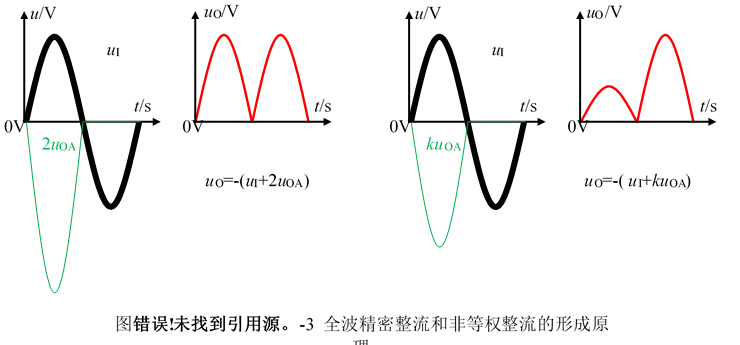 u/V
uI
t/s
0V
2uOA
uO/V
t/s
0V
uO=-(uI+2uOA)
u/V
uI
t/s
0V
kuOA
uO/V
t/s
0V
uO=-( uI+kuOA)
图错误!未找到引用源。-3 全波精密整流和非等权整流的形成原